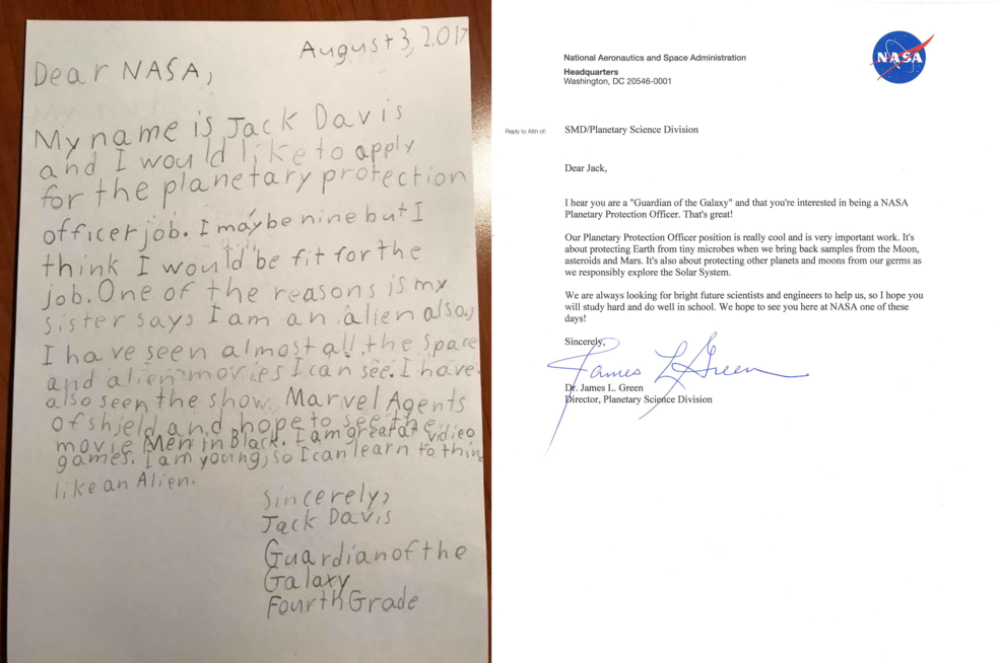 August 3, 2017
Dear NASA,
My name is Jack Davis
and I would like to apply
for the planetary protection
officer job. I may be nine but I
think I would be fit for the
job. One of the reasons is my
sister says I am an alien also,
I have seen almost all the space
and alien movies I can see. I have
also seen the show Marvel Agents
of shield and hope to see the
movie Men in Black. I am great at vidieo
games. I am young, so I can learn to thin
like an Alien.
Sincerely,
Jack Davis
Guardian of the
Galaxy
Fourth Grade
National Aeronautics and Space Administration
Headquarters
Washington, DC 20546-0001
NASA
Reply to Attn of:
SMD/Planetary Science Division
Dear Jack,
I hear you are a "Guardian of the Galaxy" and that you're interested in being a NASA
Planetary Protection Officer. That's great!
Our Planetary Protection Officer position is really cool and is very important work. It's
about protecting Earth from tiny microbes when we bring back samples from the Moon,
asteroids and Mars. It's also about protecting other planets and moons from our germs as
we responsibly explore the Solar System.
We are always looking for bright future scientists and engineers to help us, so I hope you
will study hard and do well in school. We hope to see you here at NASA one of these
days!
Sincerely,
James L Green
Dr. James L. Green
Director, Planetary Science Division